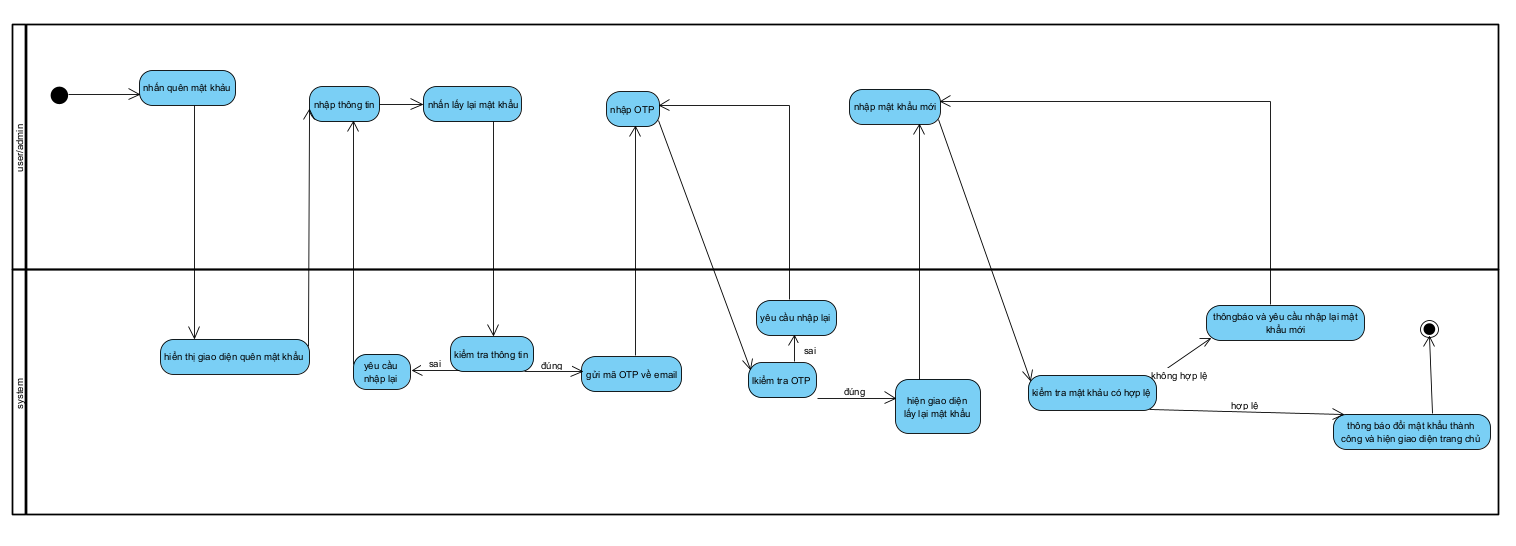 user/admin
nhấn quên mật khẩu
nhập thông tin
nhấn lấy lại mật khẩu
nhập OTP
nhập mật khẩu mới
system
hiển thị giao diện quên mật khẩu
yêu cầu
nhập lại
sai
kiểm tra thông tin
đúng
gửi mã OTP về email
yêu cầu nhập lại
sai
lkiểm tra OTP
đúng
hiện giao diện
lấy lại mật khẩu
kiểm tra mật khẩu có hợp lệ
không hợp lệ
thôngbáo và yêu cầu nhập lại mật
khẩu mới
hợp lệ
thông báo đổi mật khẩu thành
công và hiện giao diện trang chủ